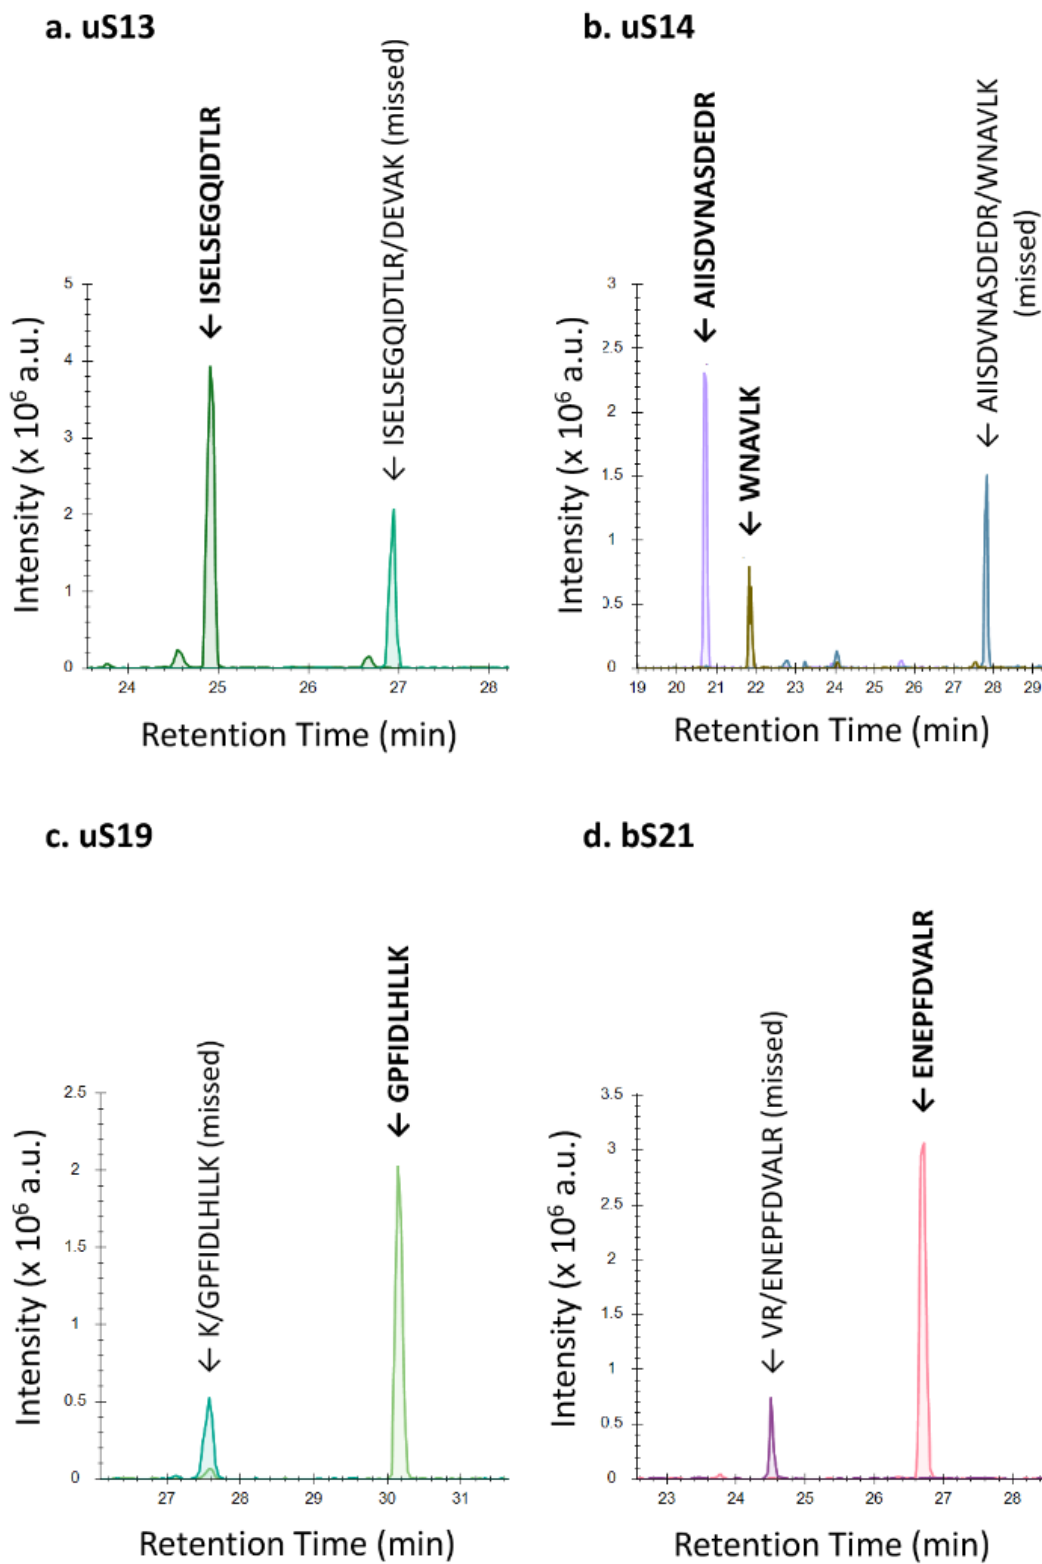 a. uS13
b. uS14
← ISELSEGQIDTLR
← ISELSEGQIDTLR/DEVAK (missed)
← AIISDVNASDEDR
← WNAVLK
← AIISDVNASDEDR/WNAVLK
(missed)
Intensity (x 10⁶ a.u.)
5
4
3
2
1
0
24 25 26 27 28
Retention Time (min)
Intensity (x 10⁶ a.u.)
3
2.5
2
1.5
1
0.5
0
19 20 21 22 23 24 25 26 27 28 29
Retention Time (min)
c. uS19
d. bS21
← K/GPFIDLHLLK (missed)
← GPFIDLHLLK
← VR/ENEPFDVALR (missed)
← ENEPFDVALR
Intensity (x 10⁶ a.u.)
2.5
2
1.5
1
0.5
0
27 28 29 30 31
Retention Time (min)
Intensity (x 10⁶ a.u.)
3.5
3
2.5
2
1.5
1
0.5
0
23 24 25 26 27 28
Retention Time (min)